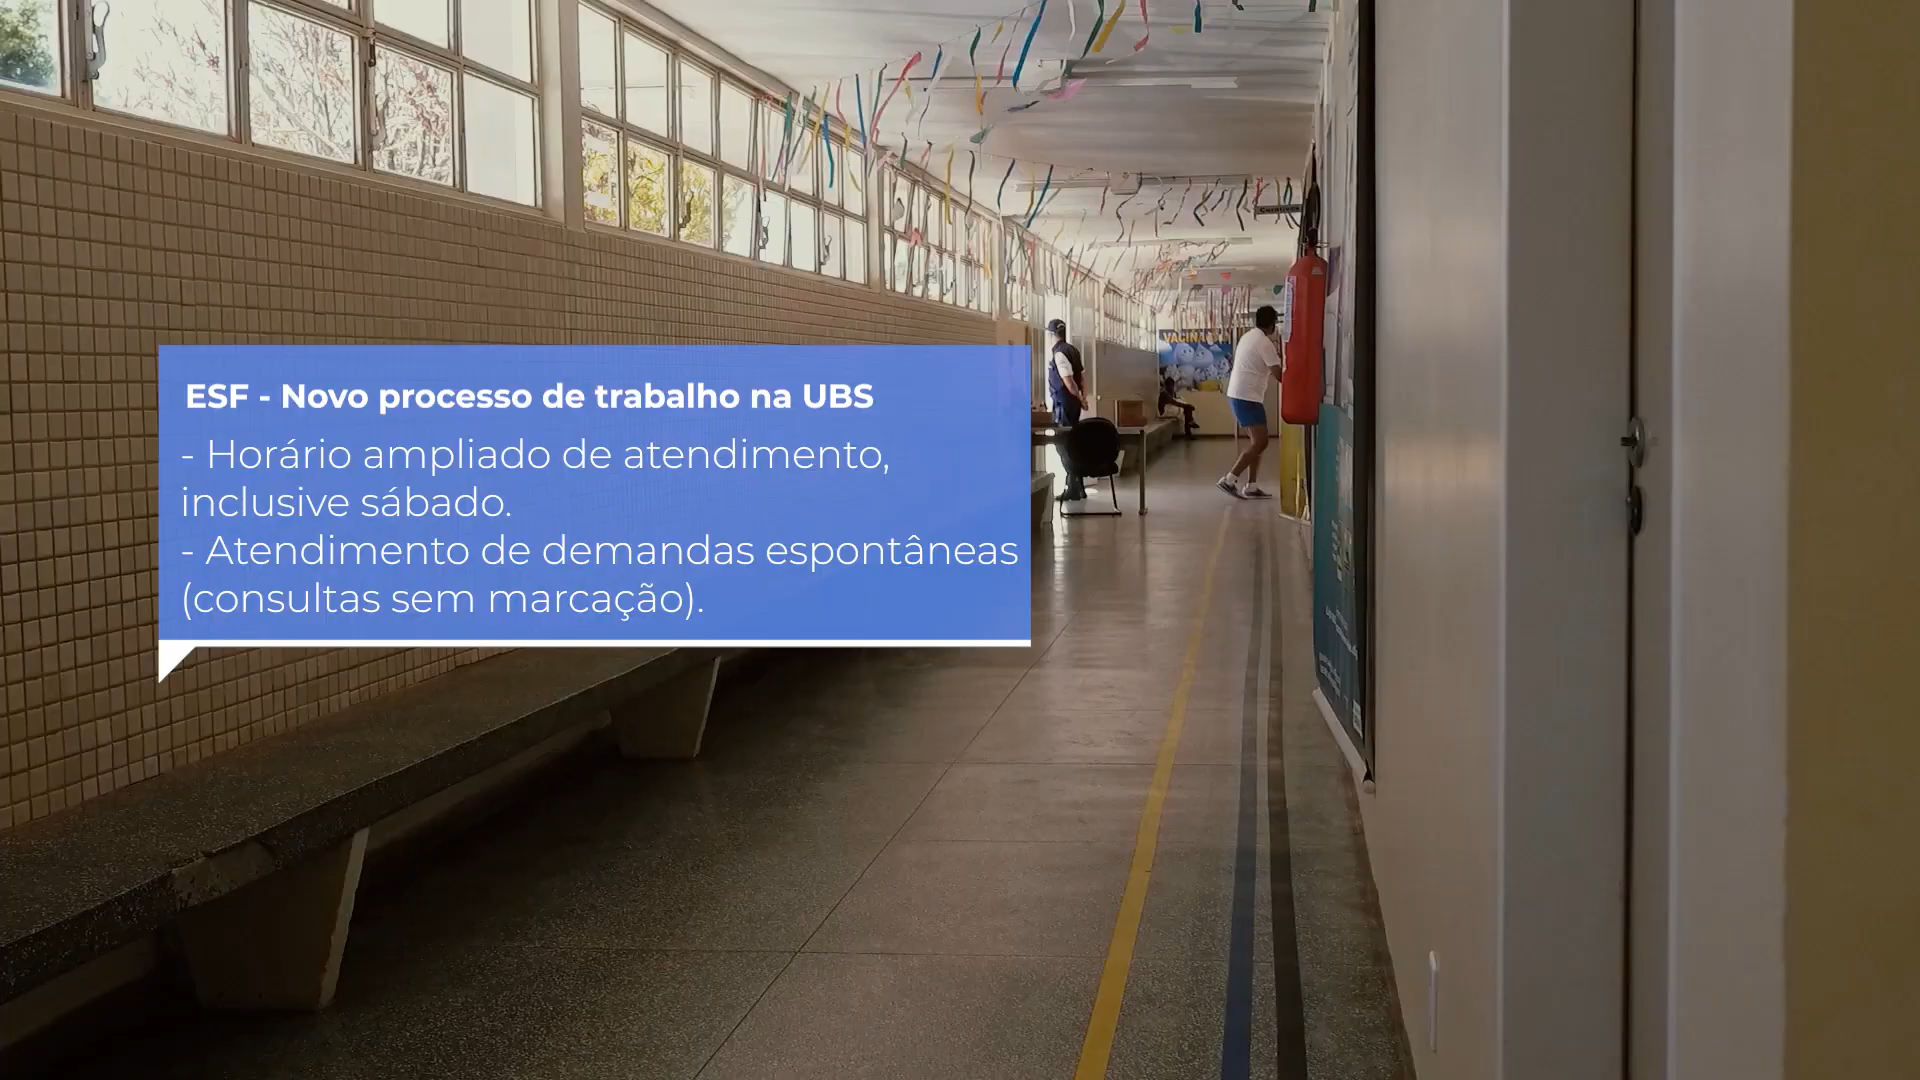 ESF - Novo processo de trabalho na UBS
- Horário ampliado de atendimento,
inclusive sábado.
- Atendimento de demandas espontâneas
(consultas sem marcação).